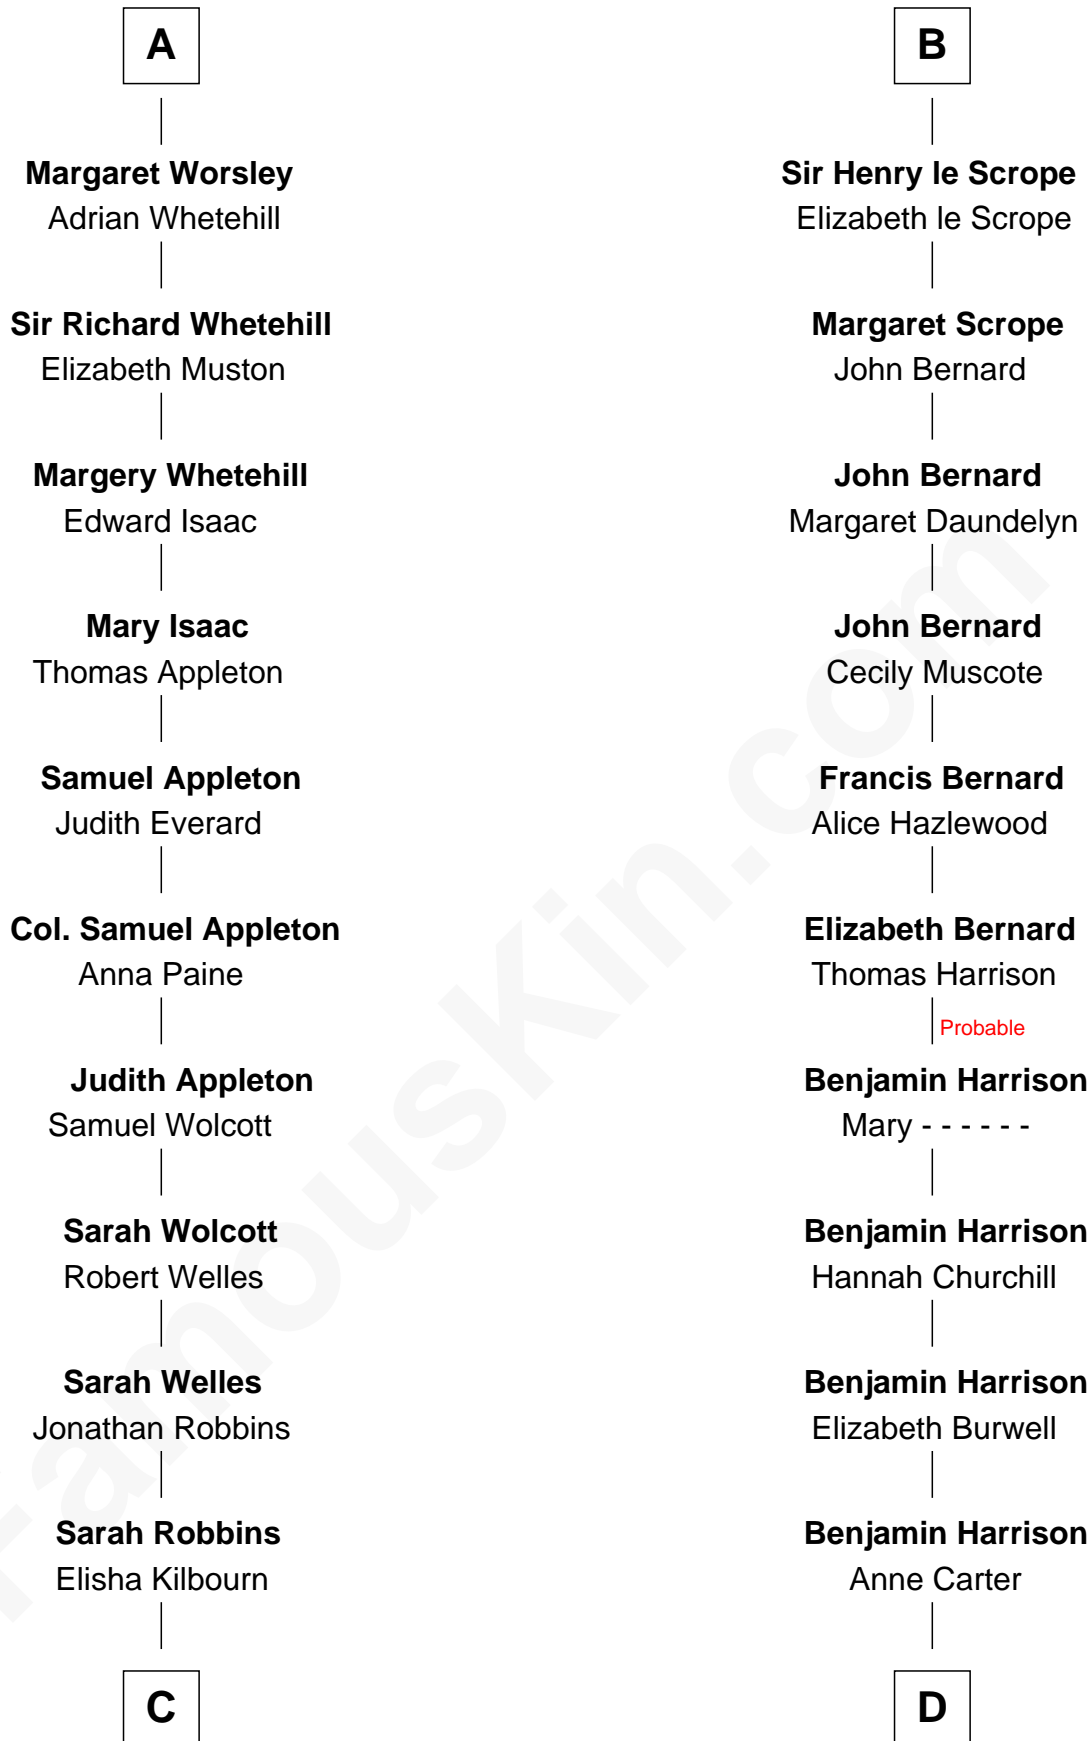 A
Margaret Worsley
Adrian Whetehill
Sir Richard Whetehill
Elizabeth Muston
Margery Whetehill
Edward Isaac
Mary Isaac
Thomas Appleton
Samuel Appleton
Judith Everard
Col. Samuel Appleton
Anna Paine
Judith Appleton
Samuel Wolcott
Sarah Wolcott
Robert Welles
Sarah Welles
Jonathan Robbins
Sarah Robbins
Elisha Kilbourn
C
B
Sir Henry le Scrope
Elizabeth le Scrope
Margaret Scrope
John Bernard
John Bernard
Margaret Daundelyn
John Bernard
Cecily Muscote
Francis Bernard
Alice Hazlewood
Elizabeth Bernard
Thomas Harrison
Probable
Benjamin Harrison
Mary - - - - - -
Benjamin Harrison
Hannah Churchill
Benjamin Harrison
Elizabeth Burwell
Benjamin Harrison
Anne Carter
D
FamousKin.com